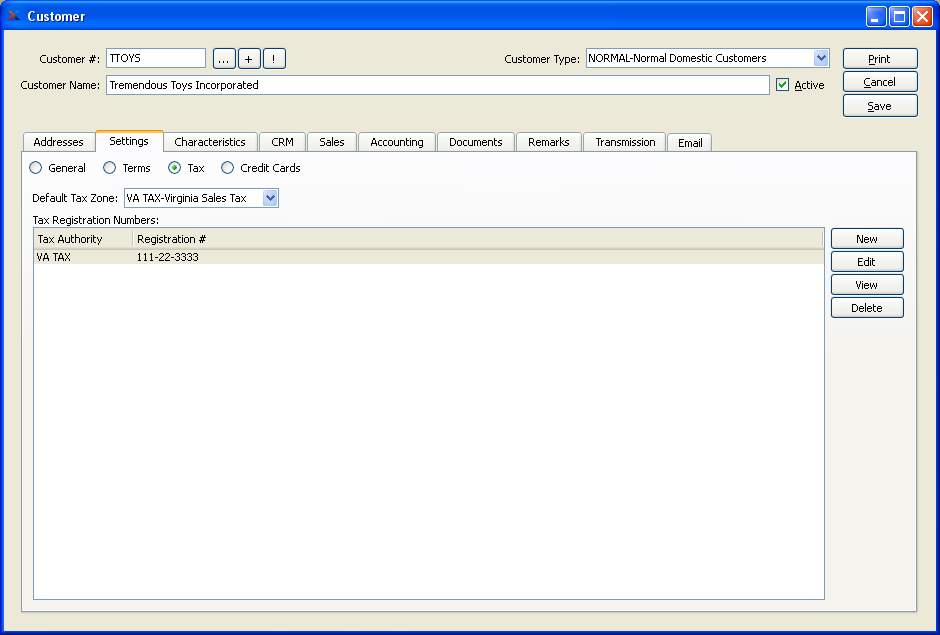 Customer
Customer #: TTOYS ... + ! Customer Type: NORMAL-Normal Domestic Customers Print
Customer Name: Tremendous Toys Incorporated Active Cancel
Save
Addresses Settings Characteristics CRM Sales Accounting Documents Remarks Transmission Email
General Terms Tax Credit Cards
Default Tax Zone: VA TAX-Virginia Sales Tax
Tax Registration Numbers:
Tax Authority Registration # New
VA TAX 111-22-3333 Edit
View
Delete